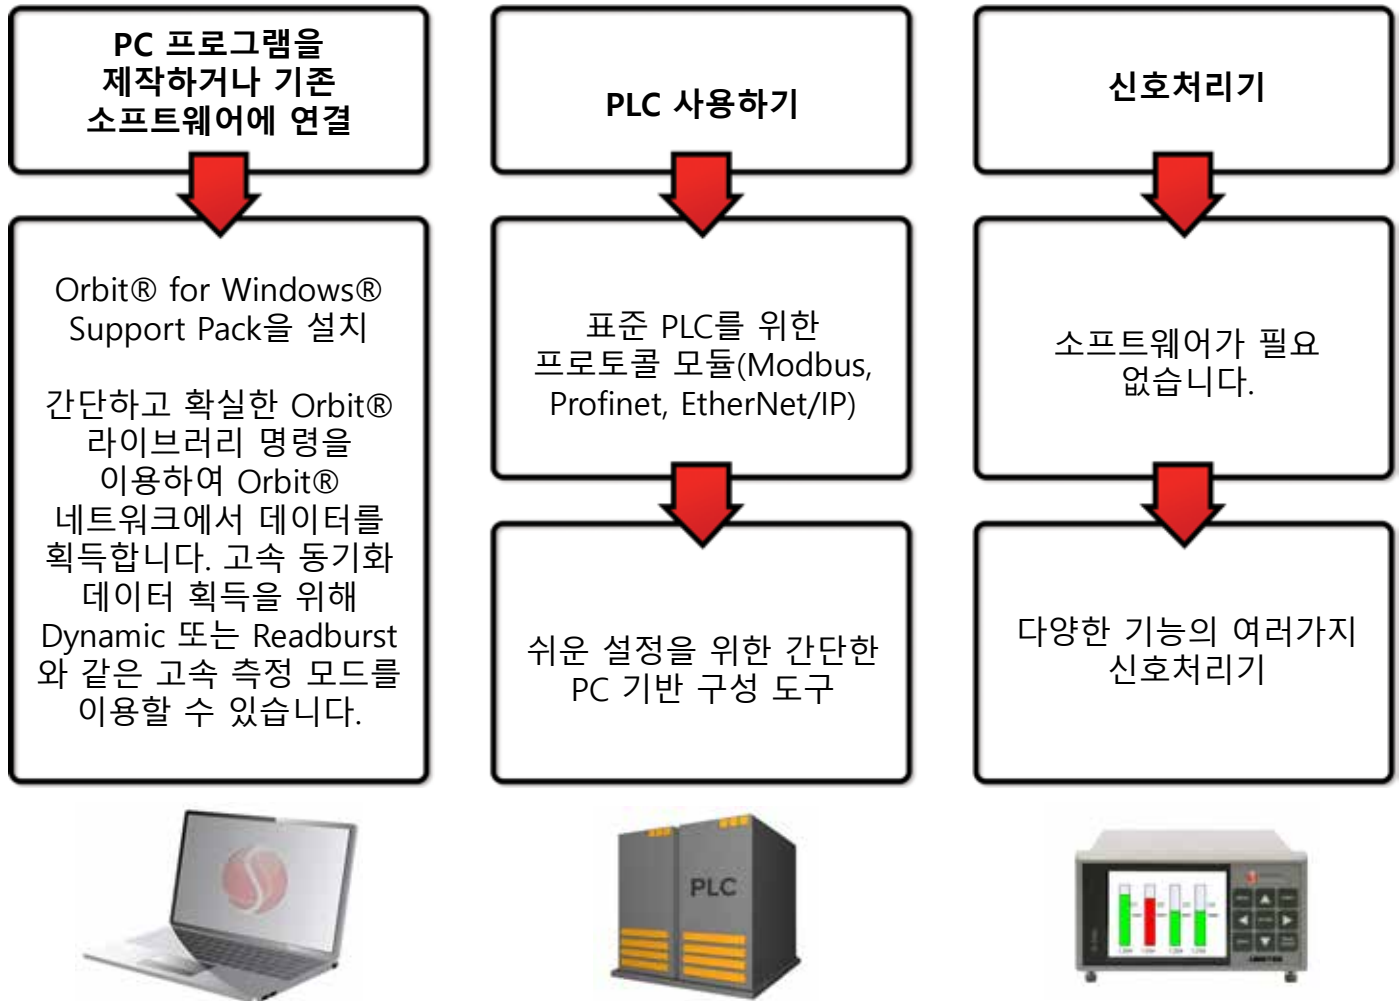 PC 프로그램을
제작하거나 기존
소프트웨어에 연결
Orbit® for Windows®
Support Pack을 설치
간단하고 확실한 Orbit®
라이브러리 명령을
이용하여 Orbit®
네트워크에서 데이터를
획득합니다. 고속 동기화
데이터 획득을 위해
Dynamic 또는 Readburst
와 같은 고속 측정 모드를
이용할 수 있습니다.
PLC 사용하기
표준 PLC를 위한
프로토콜 모듈(Modbus,
Profinet, EtherNet/IP)
쉬운 설정을 위한 간단한
PC 기반 구성 도구
PLC
신호처리기
소프트웨어가 필요
없습니다.
다양한 기능의 여러가지
신호처리기
AMETEK